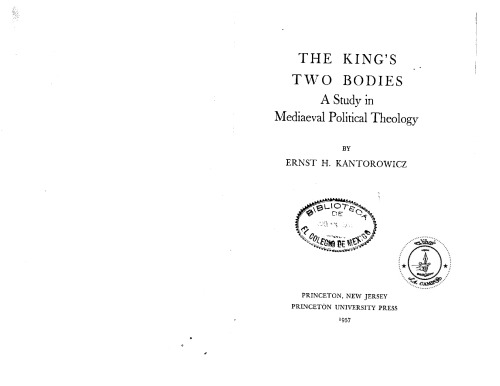 THE KING'S
TWO BODIES
A Study in
Mediaeval Political Theology
BY
ERNST H. KANTOROWICZ
BIBLIOTECA
DE
EL COLEGIO DE MEXICO
PRINCETON, NEW JERSEY
PRINCETON UNIVERSITY PRESS
1957